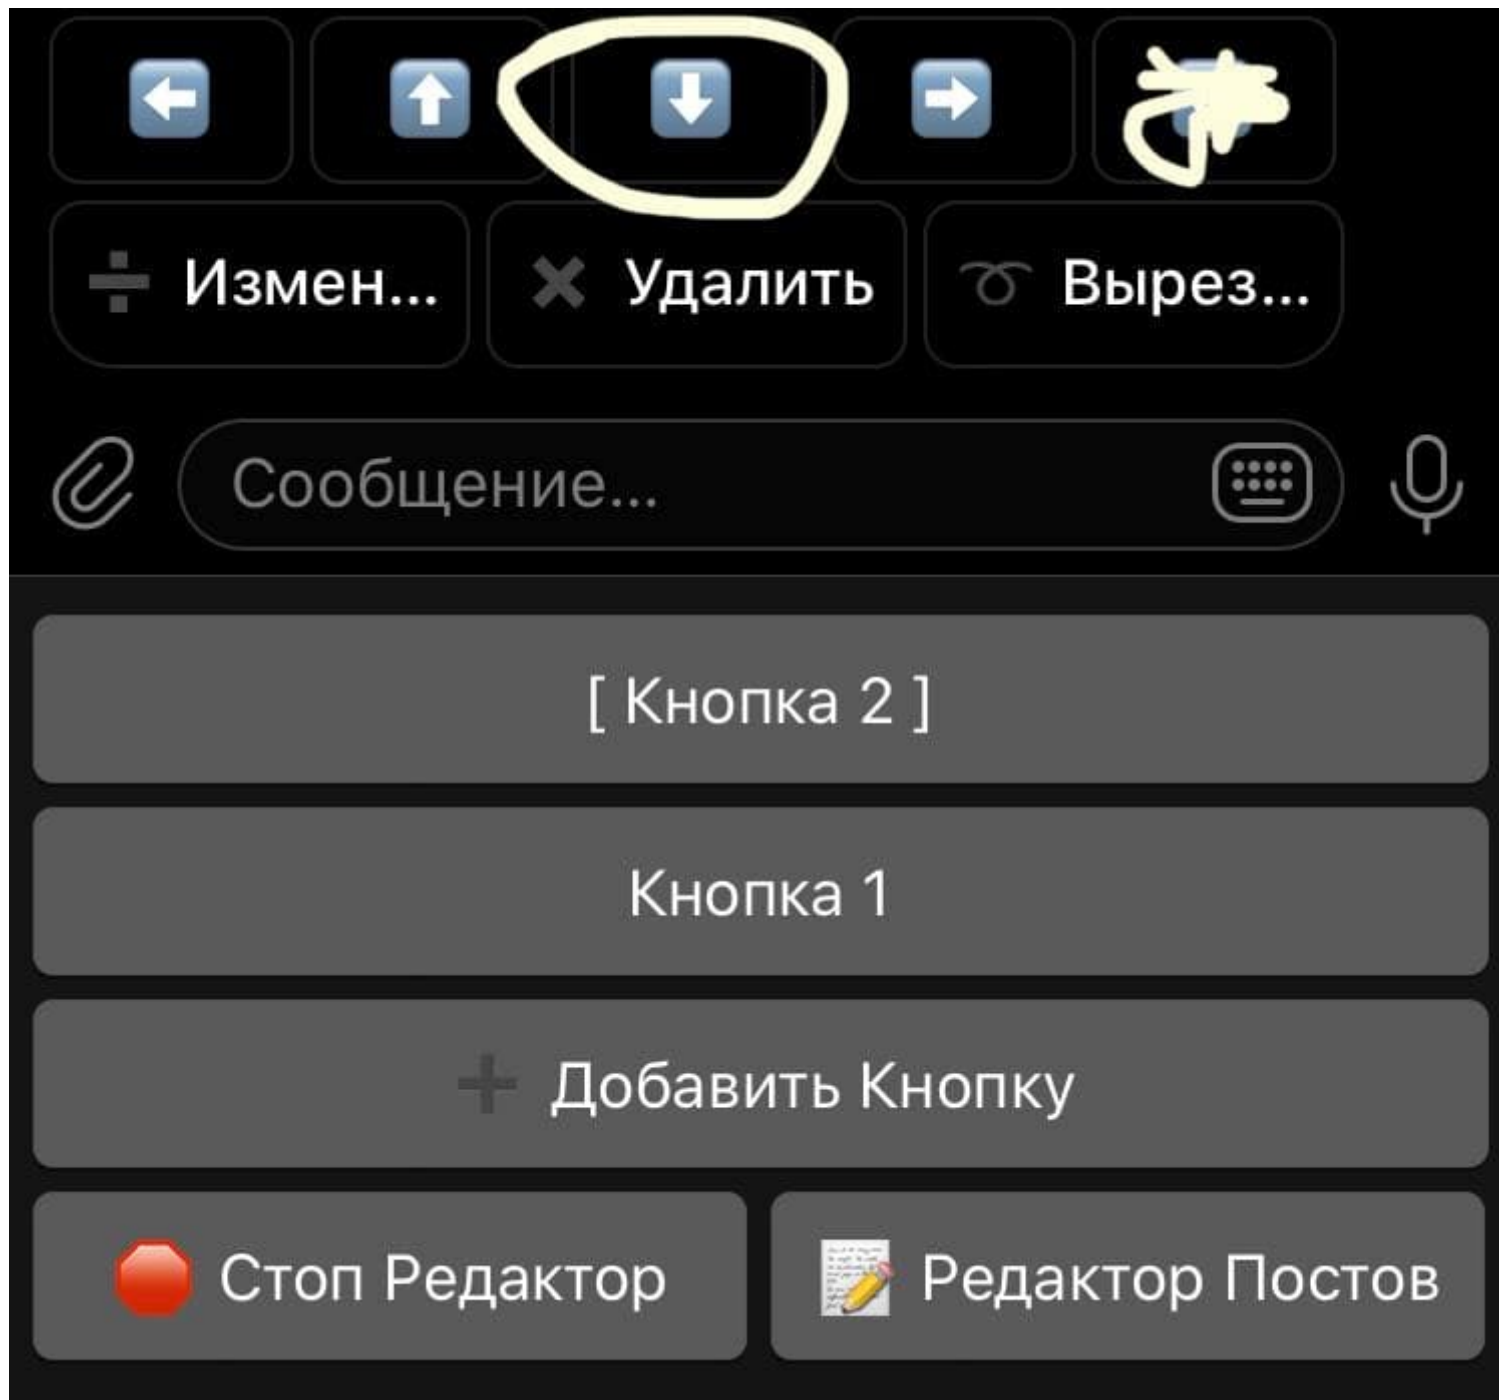 Измен...
Удалить
Вырез...
Сообщение...
[ Кнопка 2 ]
Кнопка 1
Добавить Кнопку
Стоп Редактор
Редактор Постов